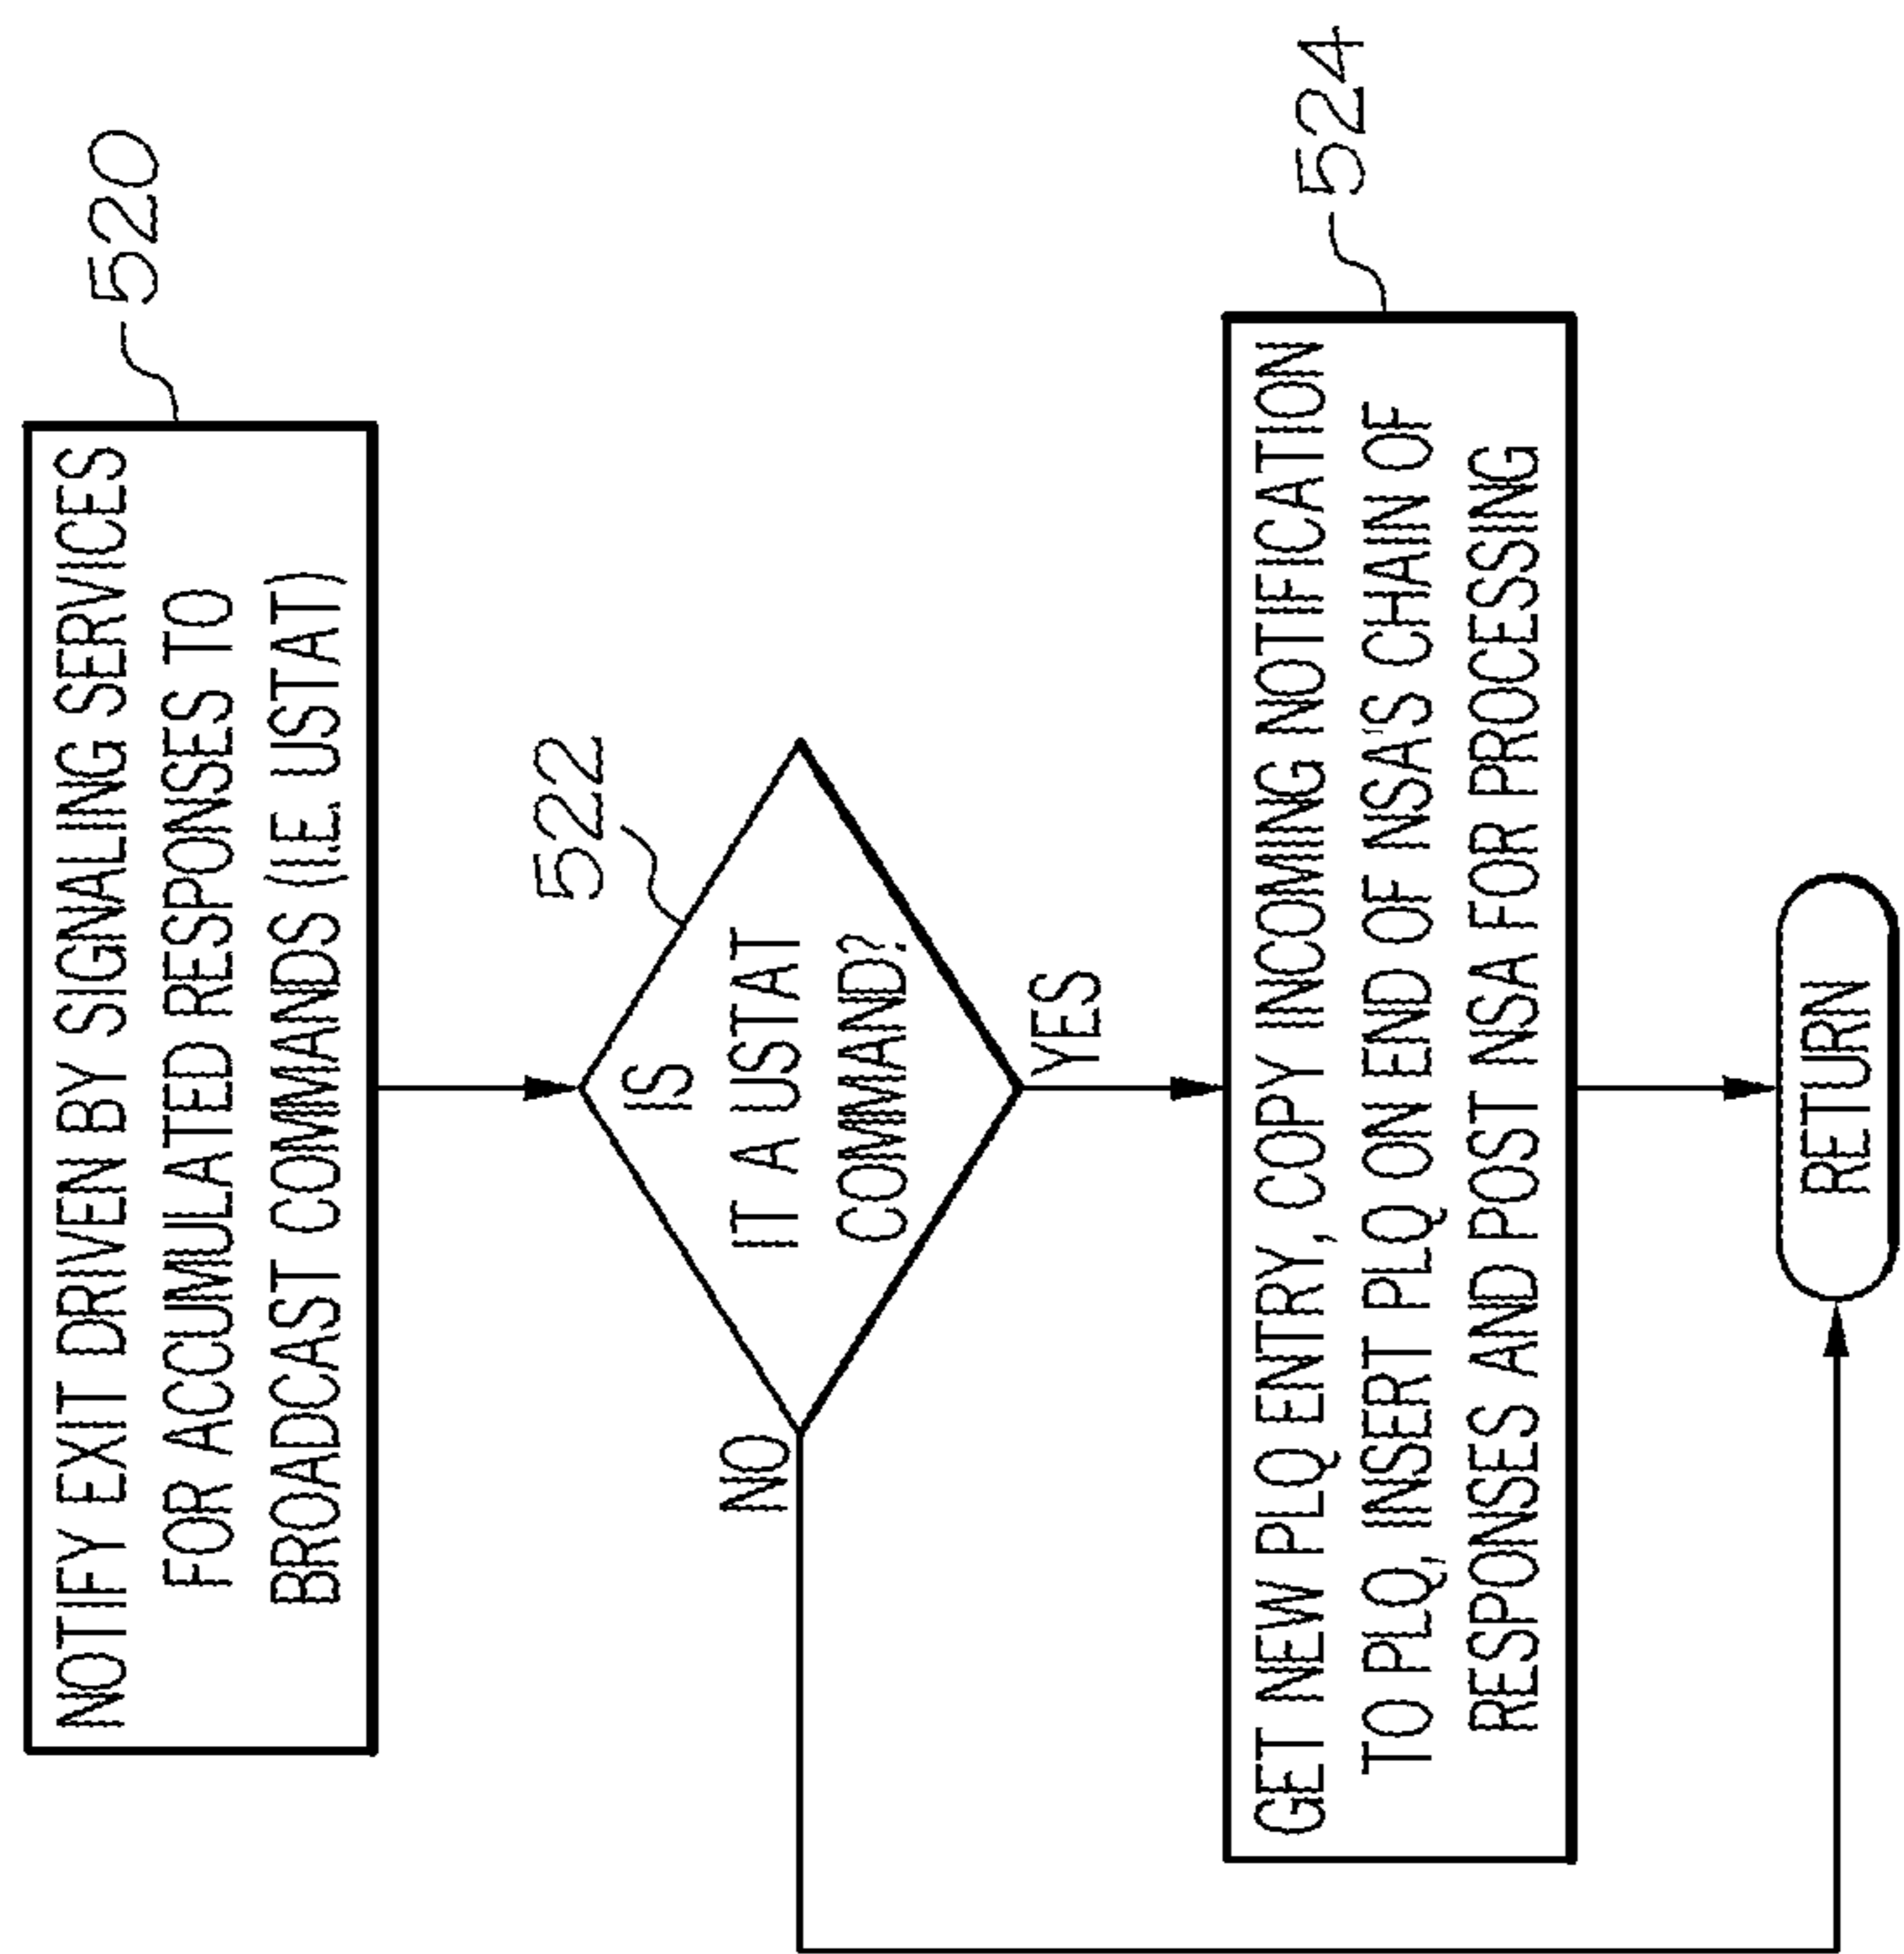 NOTIFY EXIT DRIVEN BY SIGNALING SERVICES
FOR ACCUMULATED RESPONSES TO
BROADCAST COMMANDS (I.E. USTAT)
520
522
IS
IT A USTAT
COMMAND?
NO
YES
GET NEW PLQ ENTRY, COPY INCOMING NOTIFICATION
TO PLQ, INSERT PLQ ON END OF NSA'S CHAIN OF
RESPONSES AND POST NSA FOR PROCESSING
524
RETURN